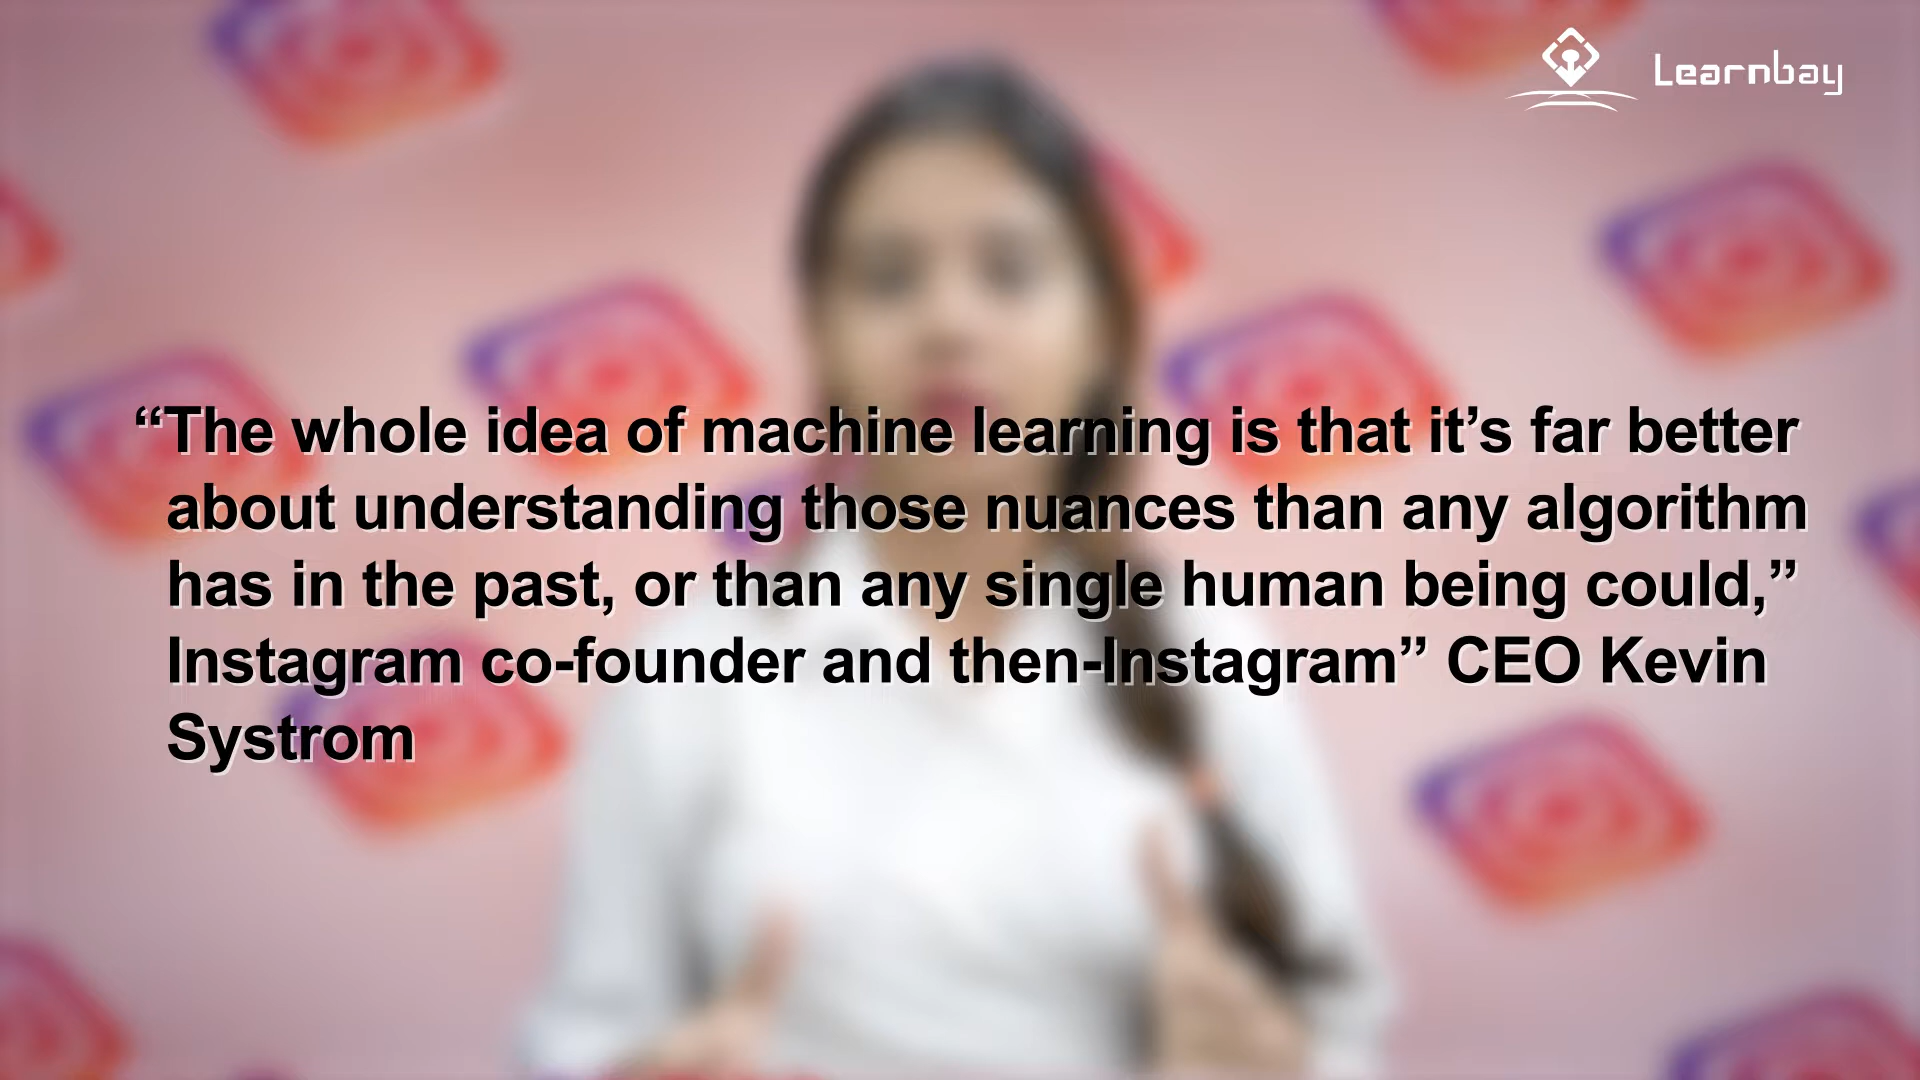 Learnbay
“The whole idea of machine learning is that it’s far better
about understanding those nuances than any algorithm
has in the past, or than any single human being could,”
Instagram co-founder and then-Instagram” CEO Kevin
Systrom